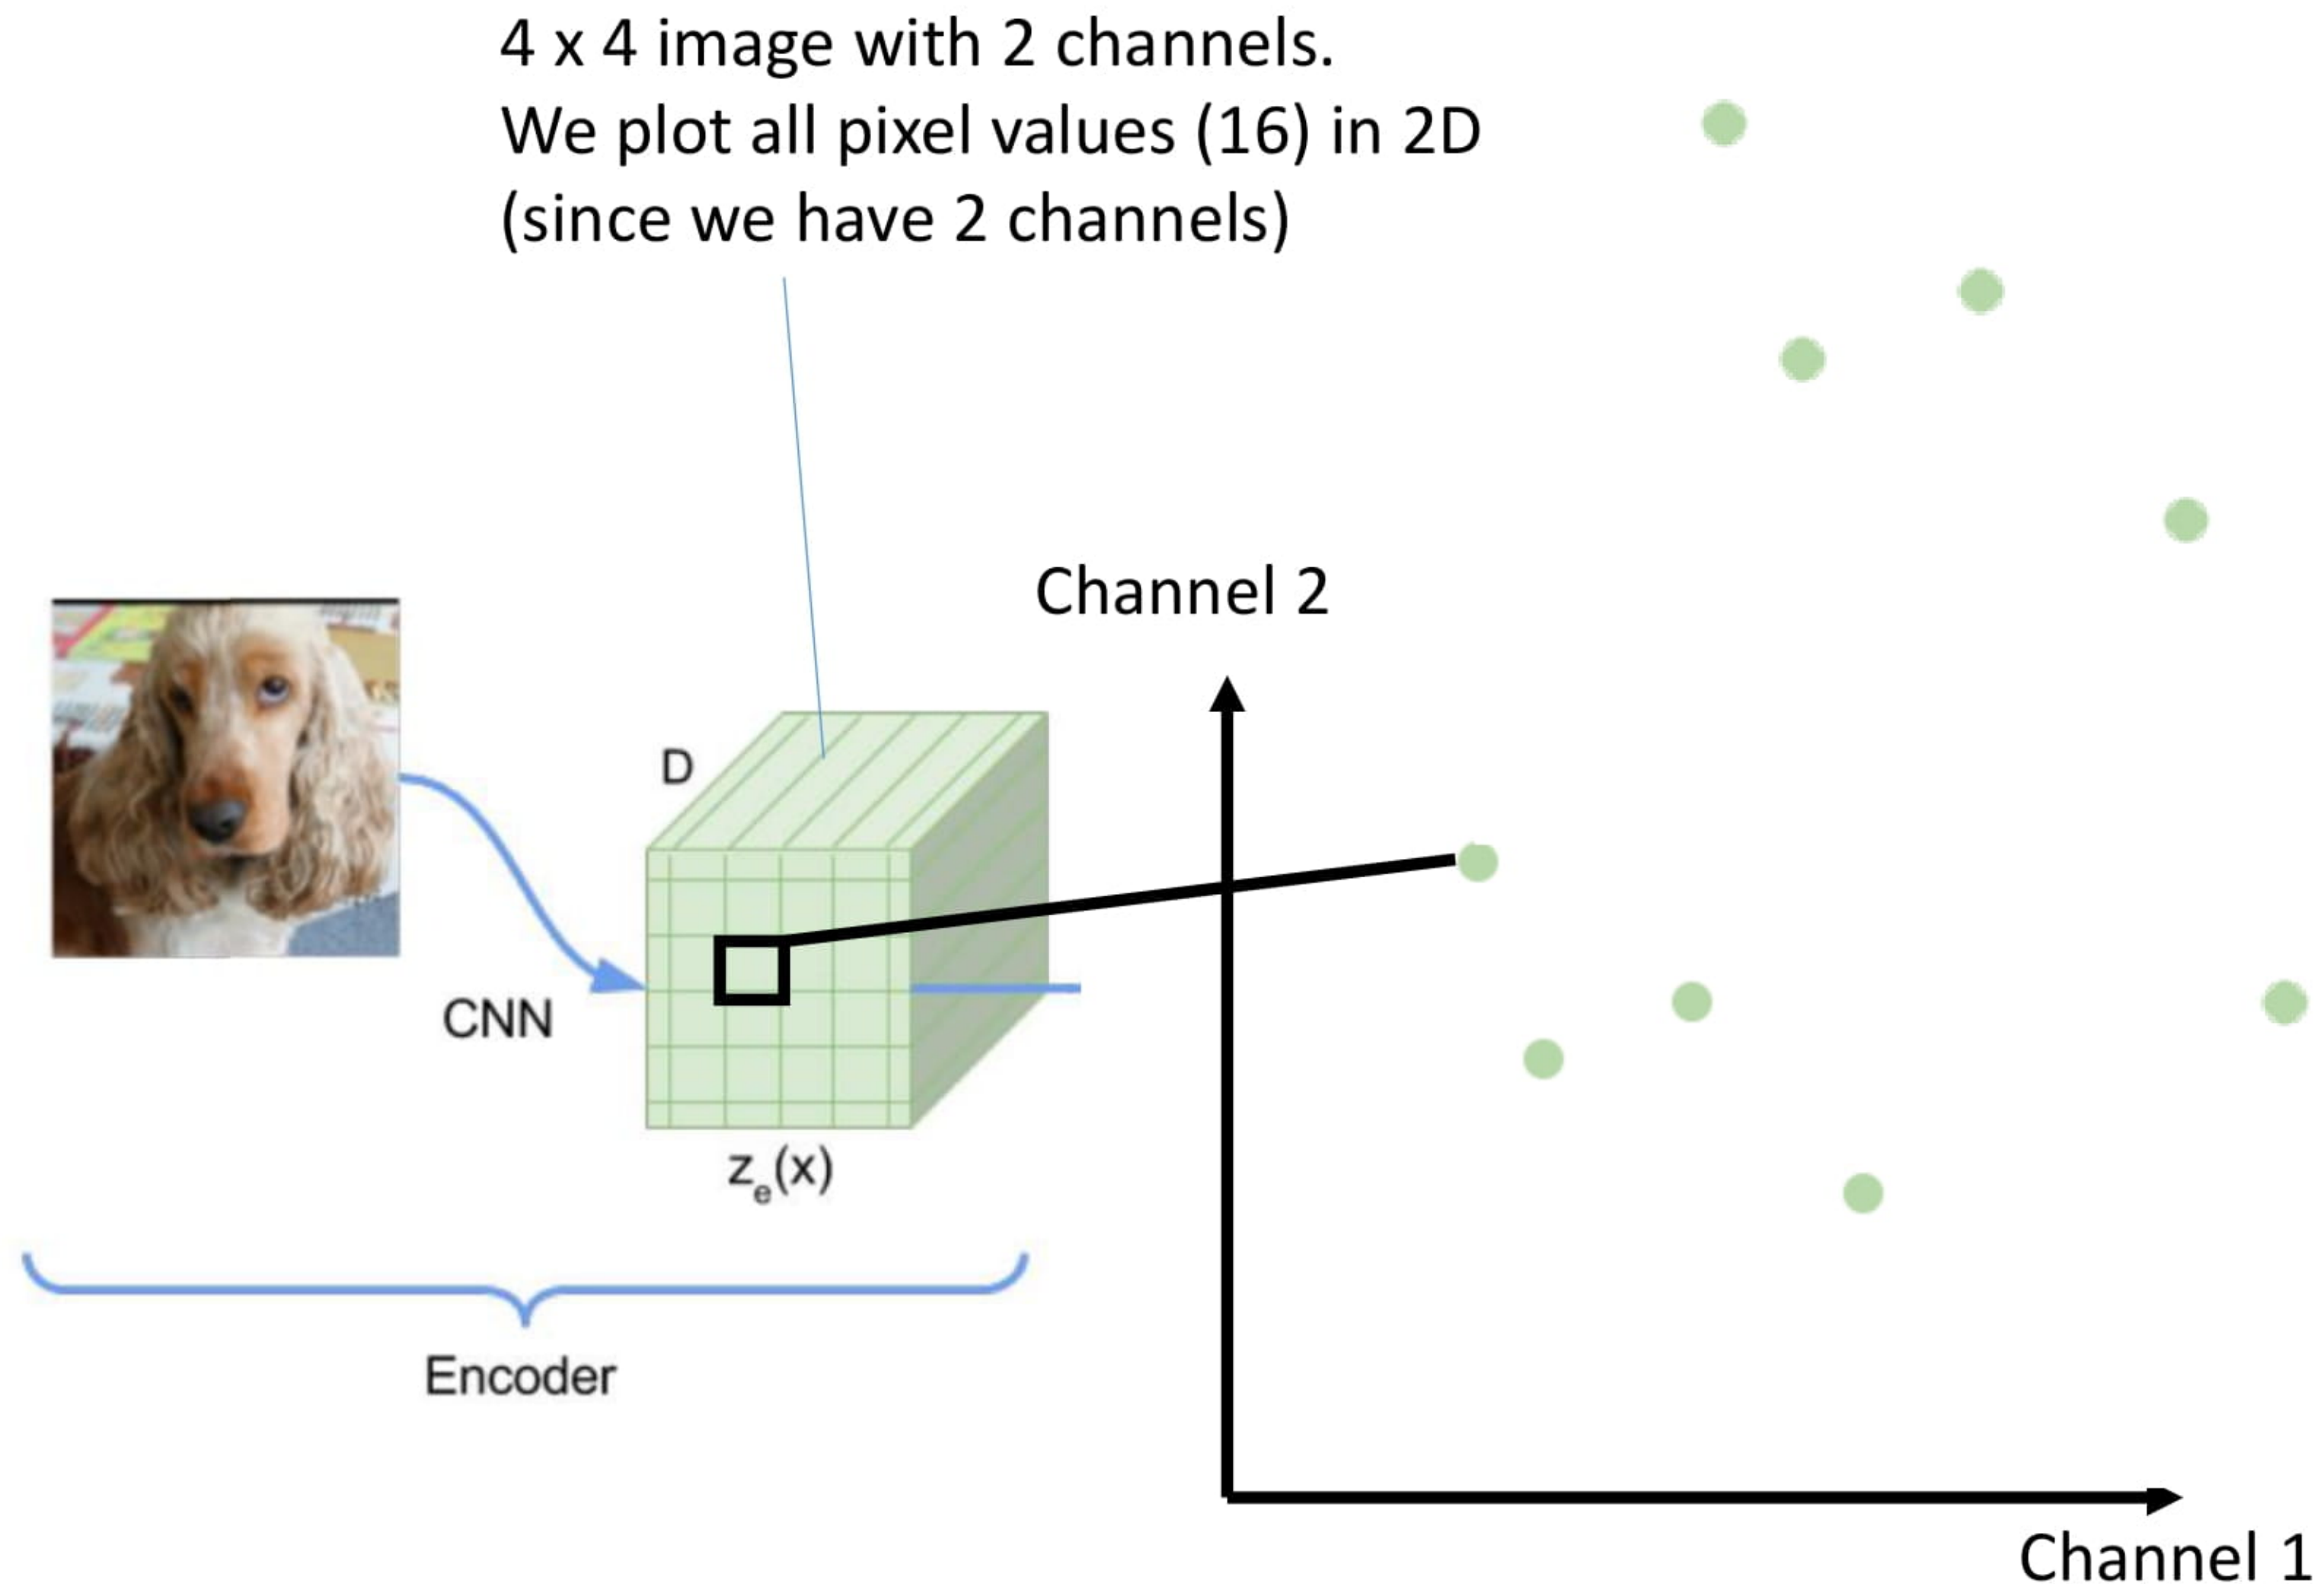 4 x 4 image with 2 channels.
We plot all pixel values (16) in 2D
(since we have 2 channels)
Channel 2
D
CNN
zₑ(x)
Encoder
Channel 1